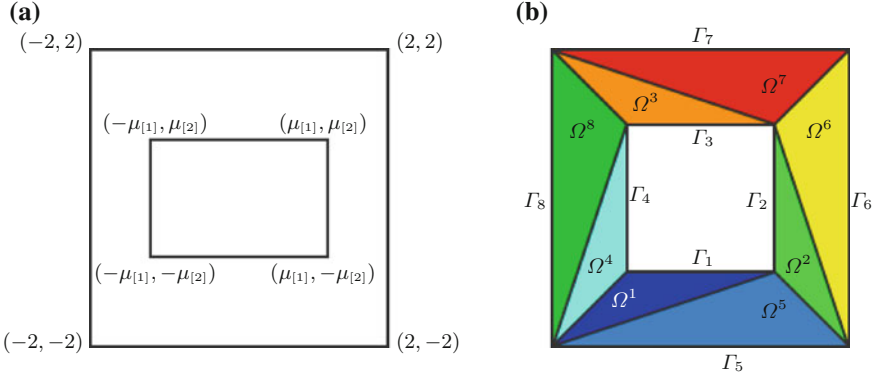 (a)
(−2, 2) (2, 2)
(−μ[1], μ[2]) (μ[1], μ[2])
(−μ[1], −μ[2]) (μ[1], −μ[2])
(−2, −2) (2, −2)
(b)
Γ7
Ω7
Ω3
Ω8 Ω6
Γ3
Γ8 Γ4 Γ2 Γ6
Γ1
Ω4 Ω2
Ω1 Ω5
Γ5